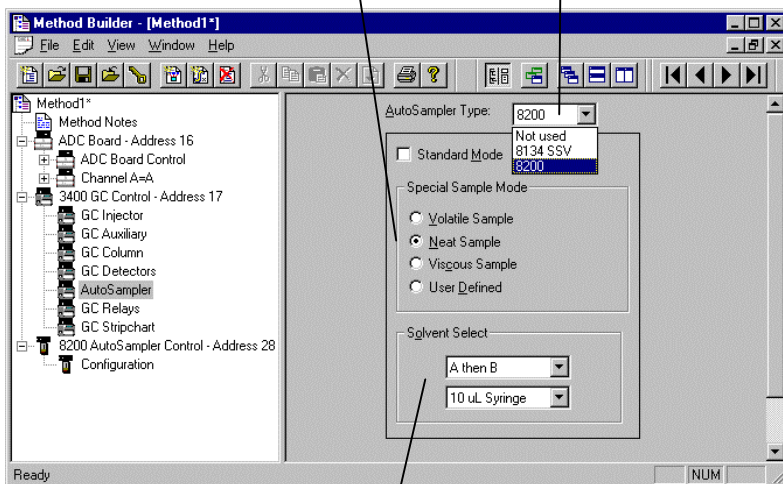 Method Builder - [Method1*]
File Edit View Window Help
Method1*
Method Notes
ADC Board - Address 16
ADC Board Control
Channel A=A
3400 GC Control - Address 17
GC Injector
GC Auxiliary
GC Column
GC Detectors
AutoSampler
GC Relays
GC Stripchart
8200 AutoSampler Control - Address 28
Configuration
AutoSampler Type: 8200
Not used
8134 SSV
8200
Standard Mode
Special Sample Mode
Volatile Sample
Neat Sample
Viscous Sample
User Defined
Solvent Select
A then B
10 uL Syringe
Ready
NUM